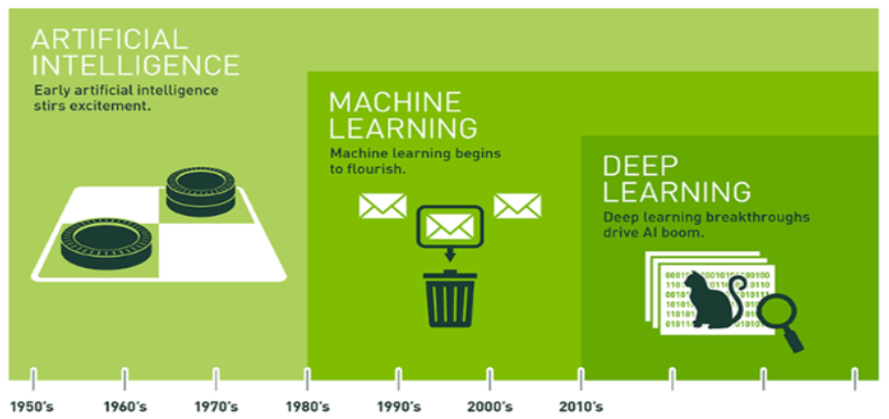 ARTIFICIAL
INTELLIGENCE
Early artificial intelligence
stirs excitement.
MACHINE
LEARNING
Machine learning begins
to flourish.
DEEP
LEARNING
Deep learning breakthroughs
drive AI boom.
1950's 1960's 1970's 1980's 1990's 2000's 2010's